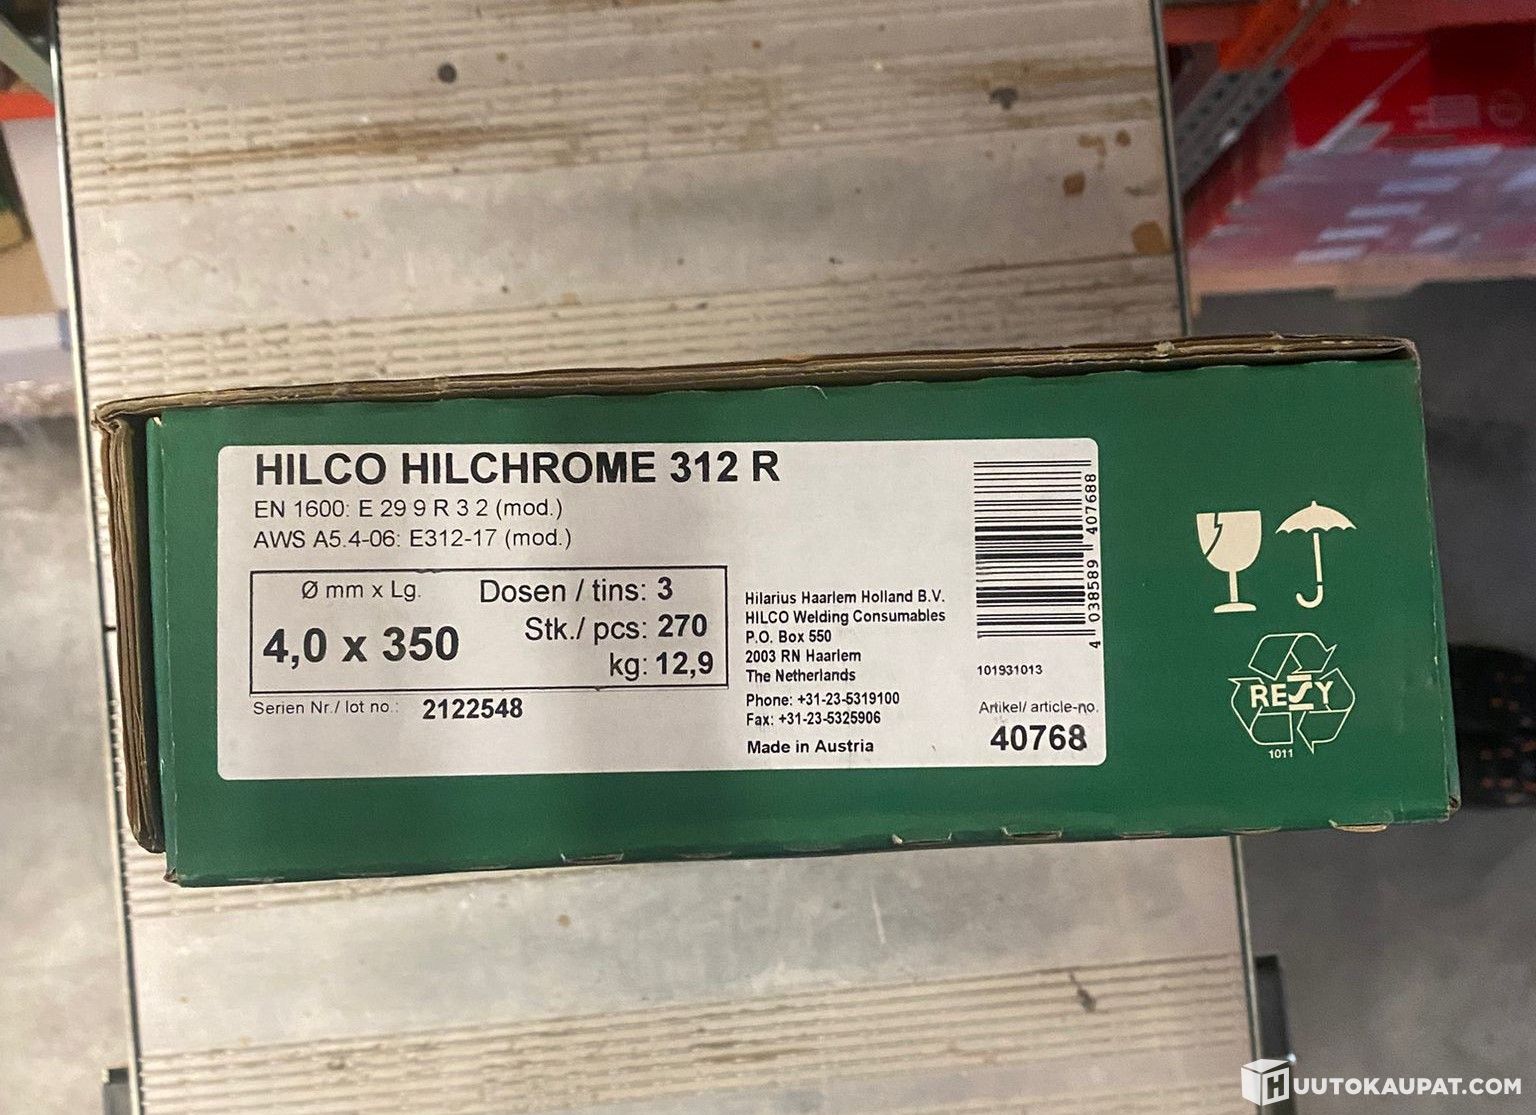 HILCO HILCHROME 312 R
EN 1600: E 29 9 R 3 2 (mod.)
AWS A5.4-06: E312-17 (mod.)
Ø mm x Lg.
4,0 x 350
Dosen / tins: 3
Stk./ pcs: 270
kg: 12,9
Serien Nr./ lot no.: 2122548
Hilarius Haarlem Holland B.V.
HILCO Welding Consumables
P.O. Box 550
2003 RN Haarlem
The Netherlands
Phone: +31-23-5319100
Fax: +31-23-5325906
Made in Austria
4 038589 407688
101931013
Artikel/ article-no.
40768
RESY
1011
HUUTOKAUPAT.COM